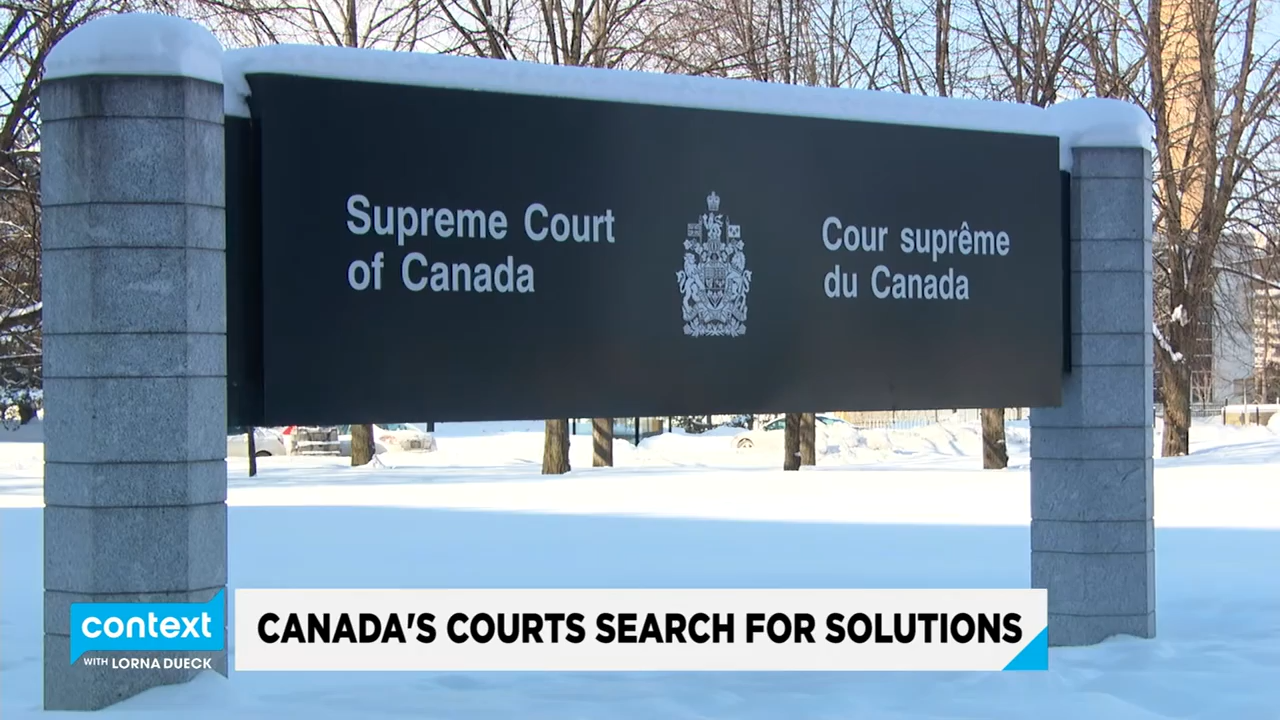 Supreme Court
of Canada
Cour suprême
du Canada
context
WITH LORNA DUECK
CANADA'S COURTS SEARCH FOR SOLUTIONS